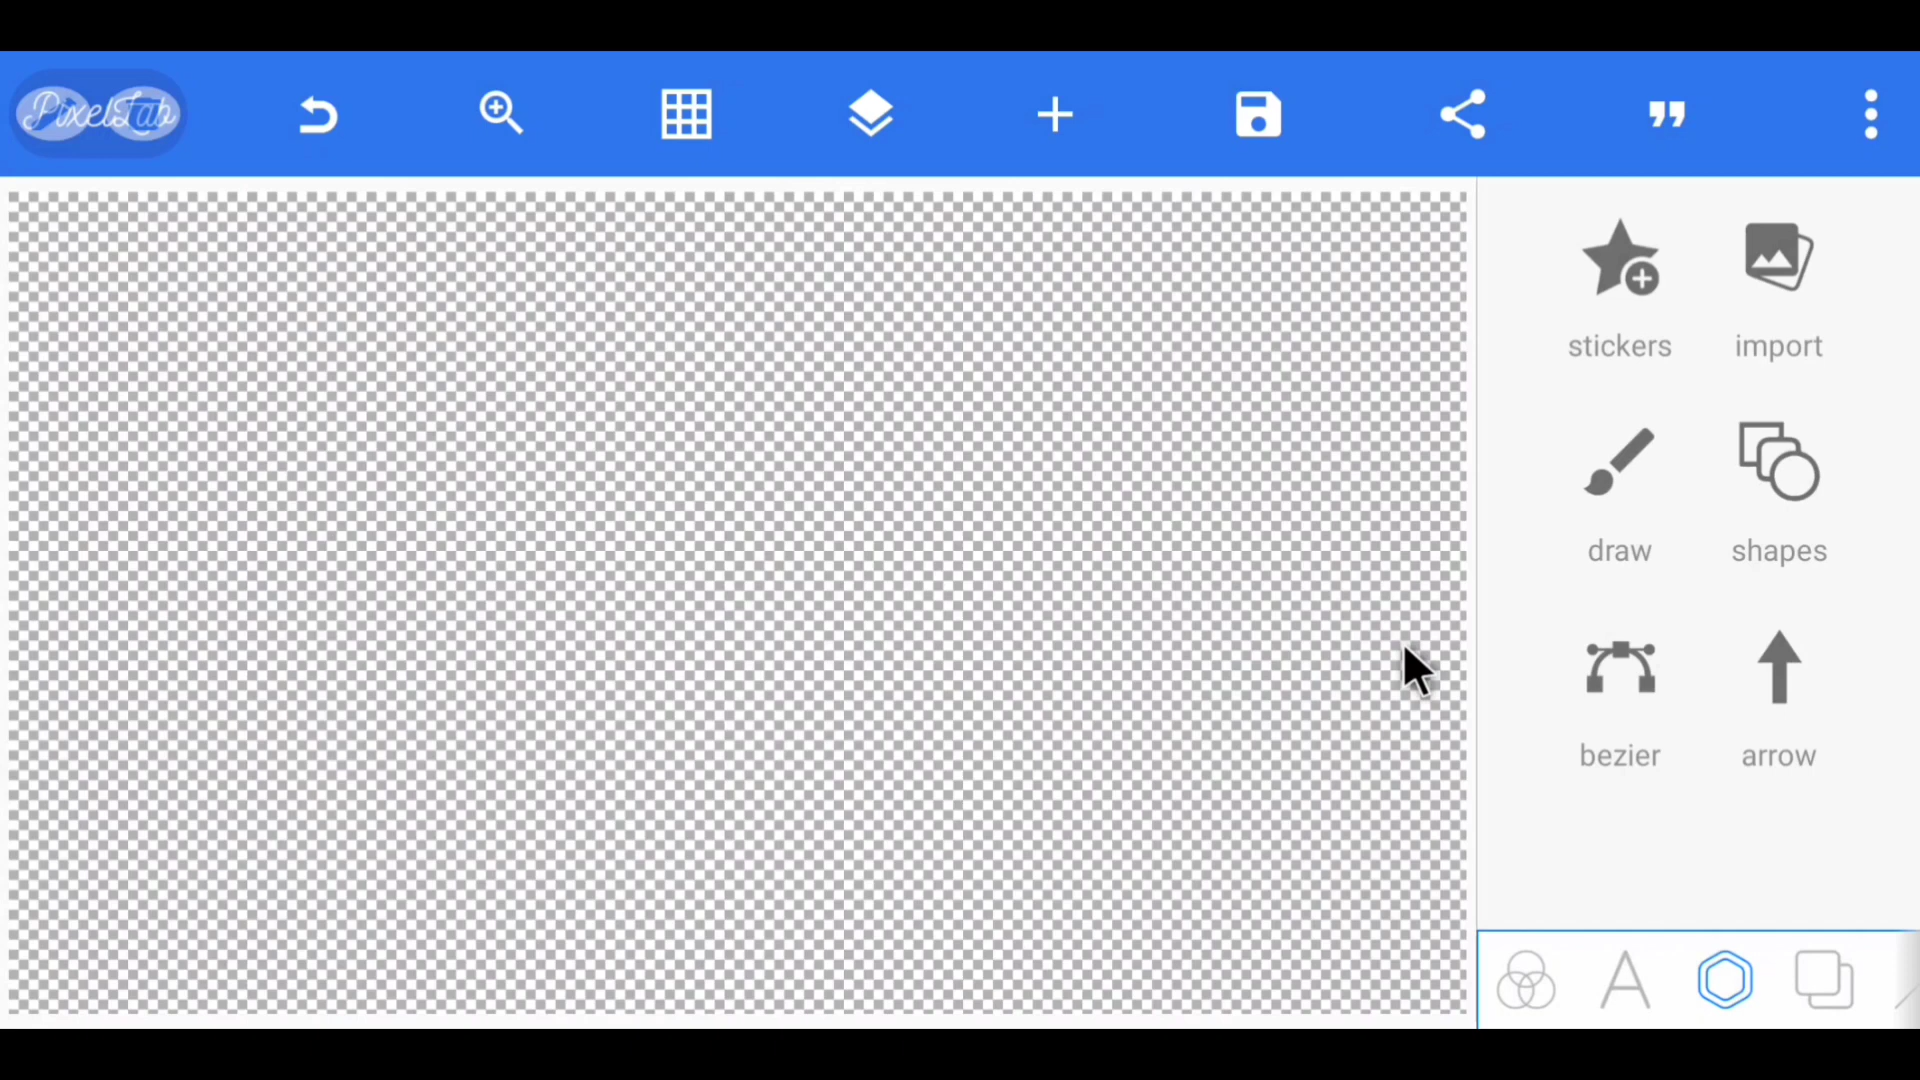 PixelLab
stickers
import
draw
shapes
bezier
arrow